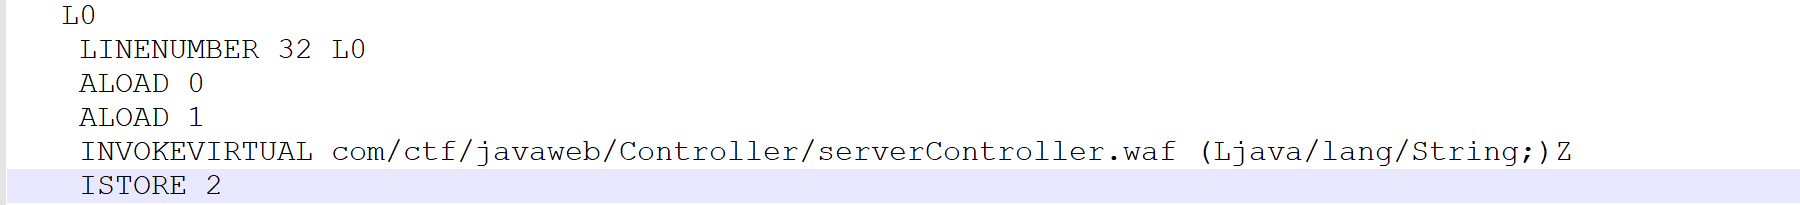 L0
LINENUMBER 32 L0
ALOAD 0
ALOAD 1
INVOKEVIRTUAL com/ctf/javaweb/Controller/serverController.waf (Ljava/lang/String;)Z
ISTORE 2